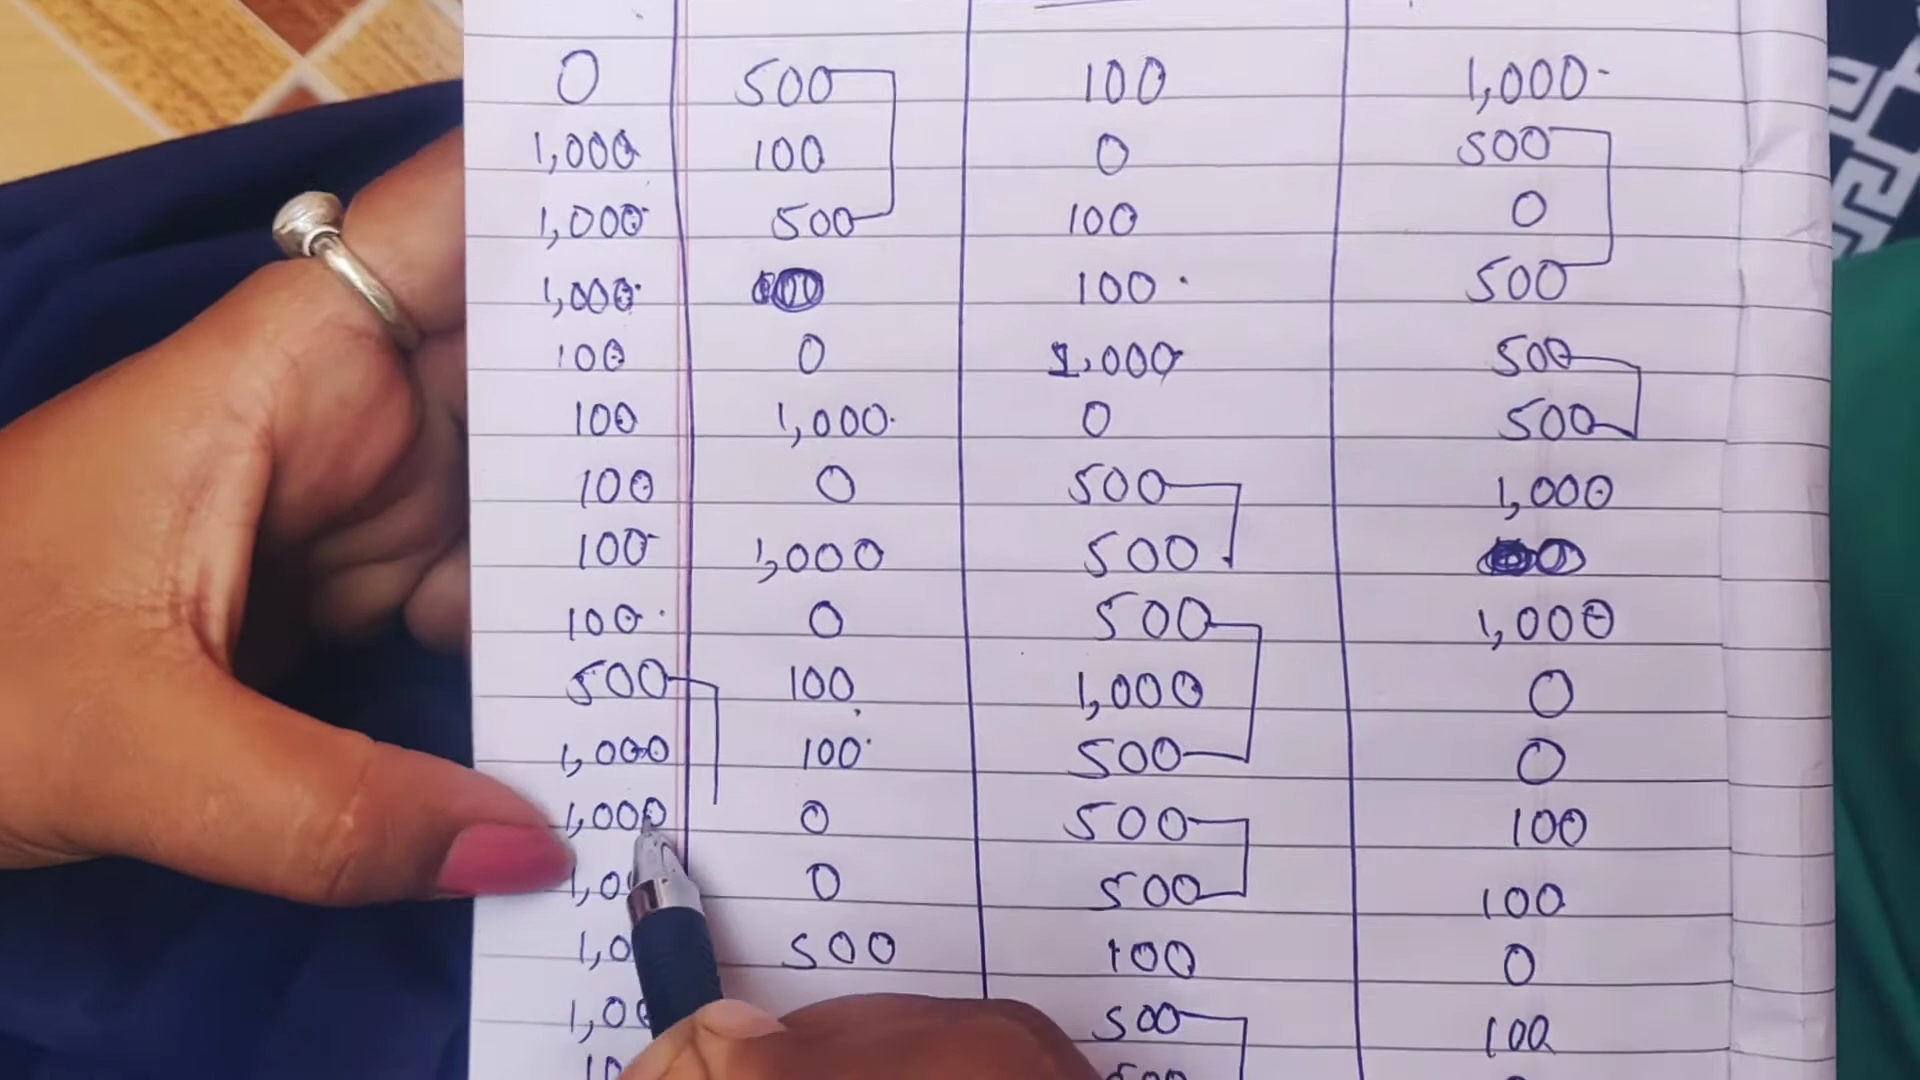 0 500 100 1,000
1,000 100 0 500
1,000 500 100 0
1,000 100 500
100 0 1,000 500
100 1,000 0 500
100 0 500 1,000
100 1,000 500
100 0 500 1,000
500 100 1,000 0
1,000 100 500 0
1,000 0 500 100
0 500 100
500 100 0
500 100